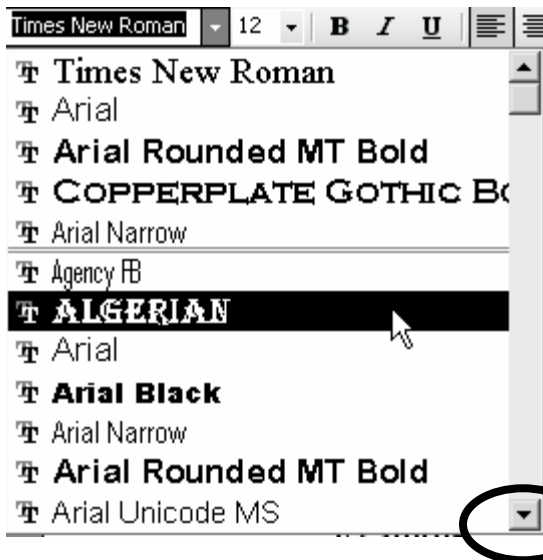 Times New Roman 12 B I U
Times New Roman
Arial
Arial Rounded MT Bold
COPPERPLATE GOTHIC
Arial Narrow
Agency FB
ALGERIAN
Arial
Arial Black
Arial Narrow
Arial Rounded MT Bold
Arial Unicode MS